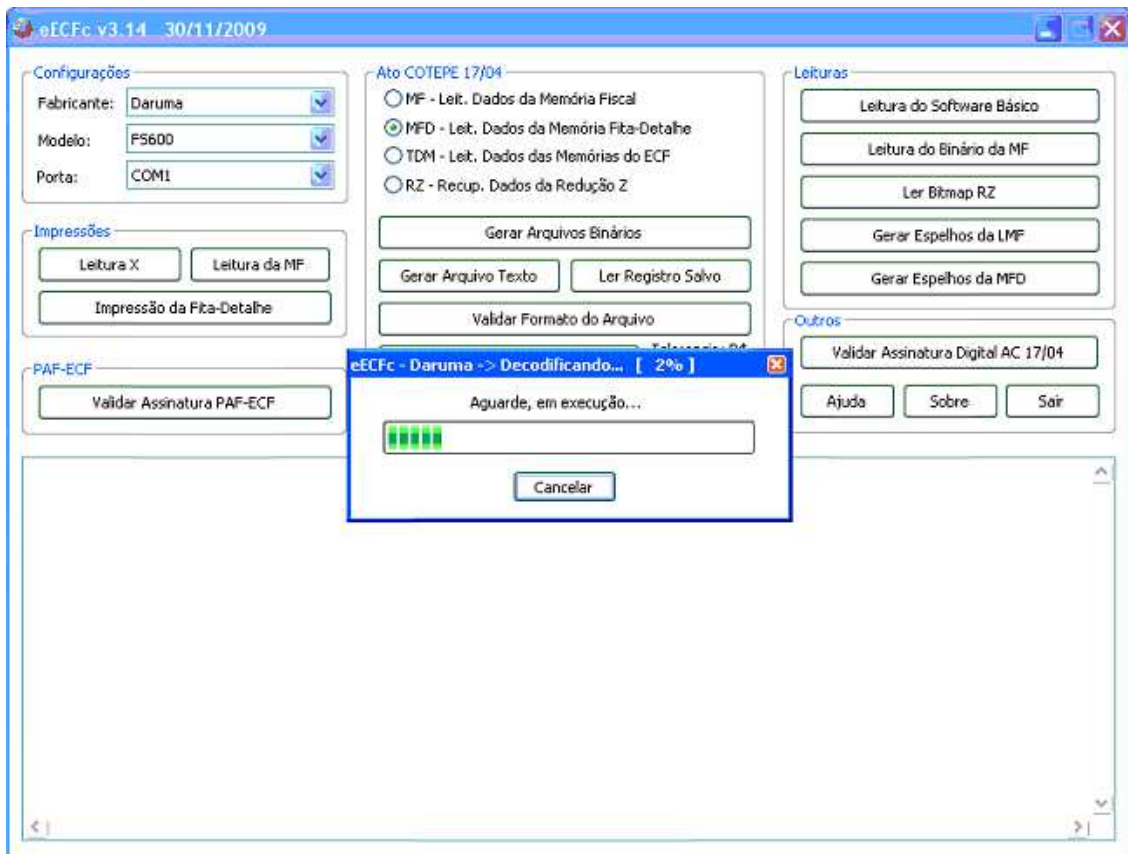 eECFc v3.14 30/11/2009
Configurações
Fabricante: Daruma
Modelo: FS600
Porta: COM1
Impressões
Leitura X Leitura da MF
Impressão da Fita-Detalhe
PAF-ECF
Validar Assinatura PAF-ECF
Ato COTEPE 17/04
MF - Leit. Dados da Memória Fiscal
MFD - Leit. Dados da Memória Fita-Detalhe
TDM - Leit. Dados das Memórias do ECF
RZ - Recup. Dados da Redução Z
Gerar Arquivos Binários
Gerar Arquivo Texto Ler Registro Salvo
Validar Formato do Arquivo
Leituras
Leitura do Software Básico
Leitura do Binário da MF
Ler Bitmap RZ
Gerar Espelhos da LMF
Gerar Espelhos da MFD
Outros
Validar Assinatura Digital AC 17/04
Ajuda Sobre Sair
eECFc - Daruma -> Decodificando... [ 2% ]
Aguarde, em execução...
Cancelar